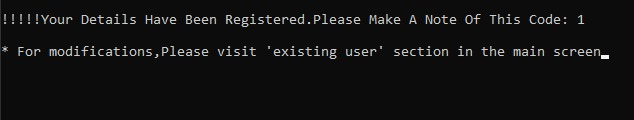 !!!!!Your Details Have Been Registered.Please Make A Note Of This Code: 1
* For modifications,Please visit 'existing user' section in the main screen